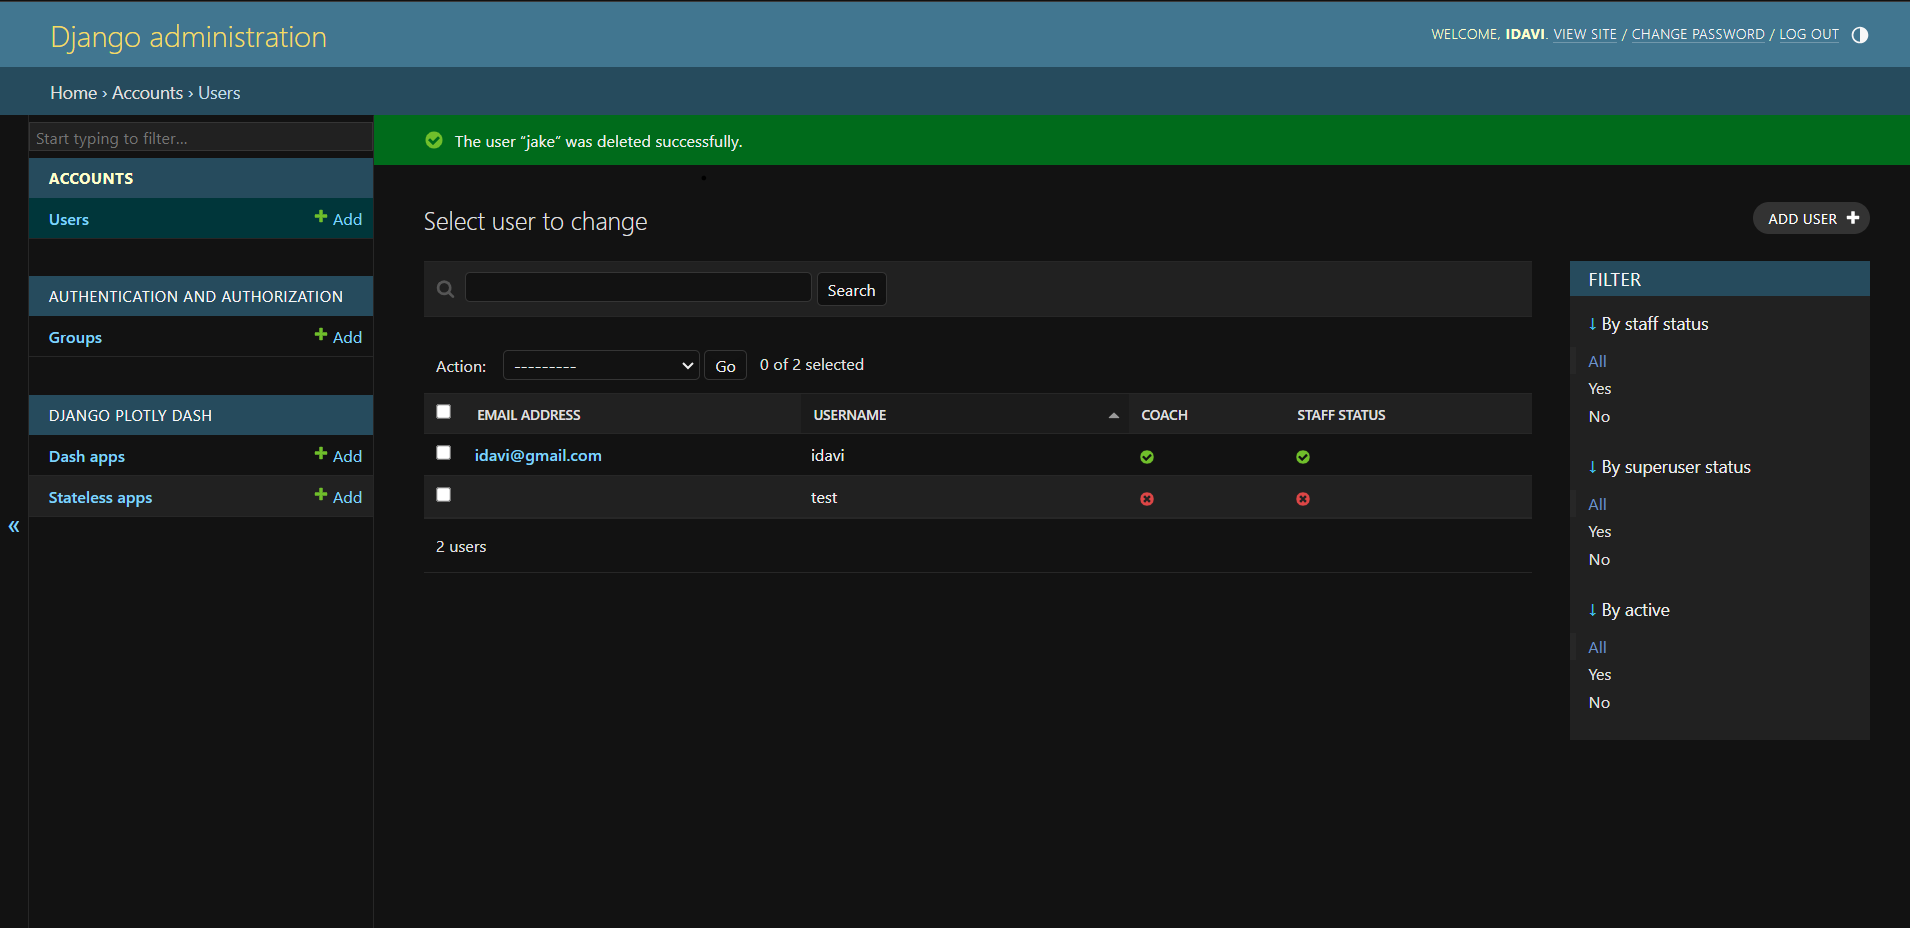 Django administration
WELCOME, IDAVI. VIEW SITE / CHANGE PASSWORD / LOG OUT
Home › Accounts › Users
Start typing to filter...
ACCOUNTS
Users Add
AUTHENTICATION AND AUTHORIZATION
Groups Add
DJANGO PLOTLY DASH
Dash apps Add
Stateless apps Add
«
The user “jake” was deleted successfully.
Select user to change
ADD USER
Search
Action: --------- Go 0 of 2 selected
EMAIL ADDRESS USERNAME COACH STAFF STATUS
idavi@gmail.com idavi
test
2 users
FILTER
↓ By staff status
All
Yes
No
↓ By superuser status
All
Yes
No
↓ By active
All
Yes
No